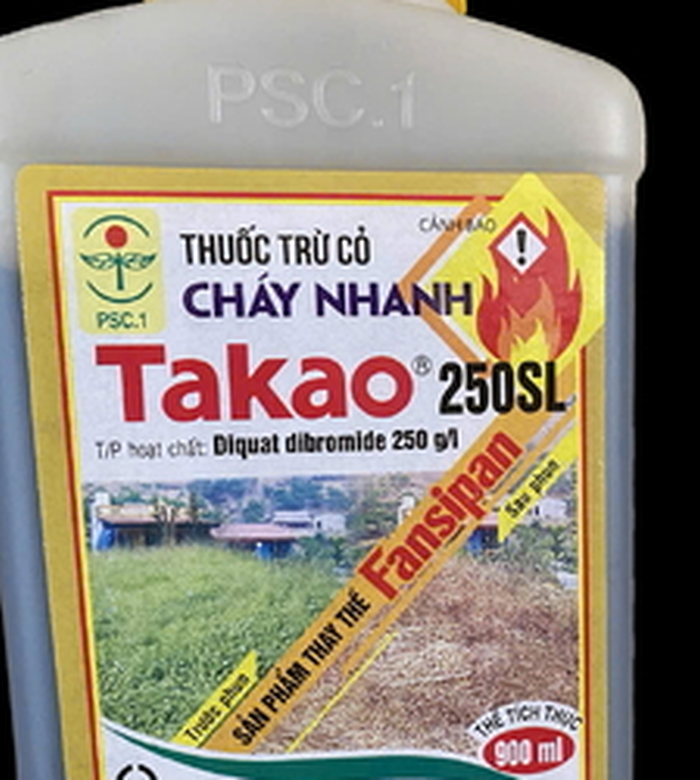 PSC.1
CẢNH BÁO
THUỐC TRỪ CỎ
CHÁY NHANH
PSC.1
Takao® 250SL
T/P hoạt chất: Diquat dibromide 250 g/l
SẢN PHẨM THAY THẾ Fansipan
Sau phun
Trước phun
THỂ TÍCH THỰC
900 ml